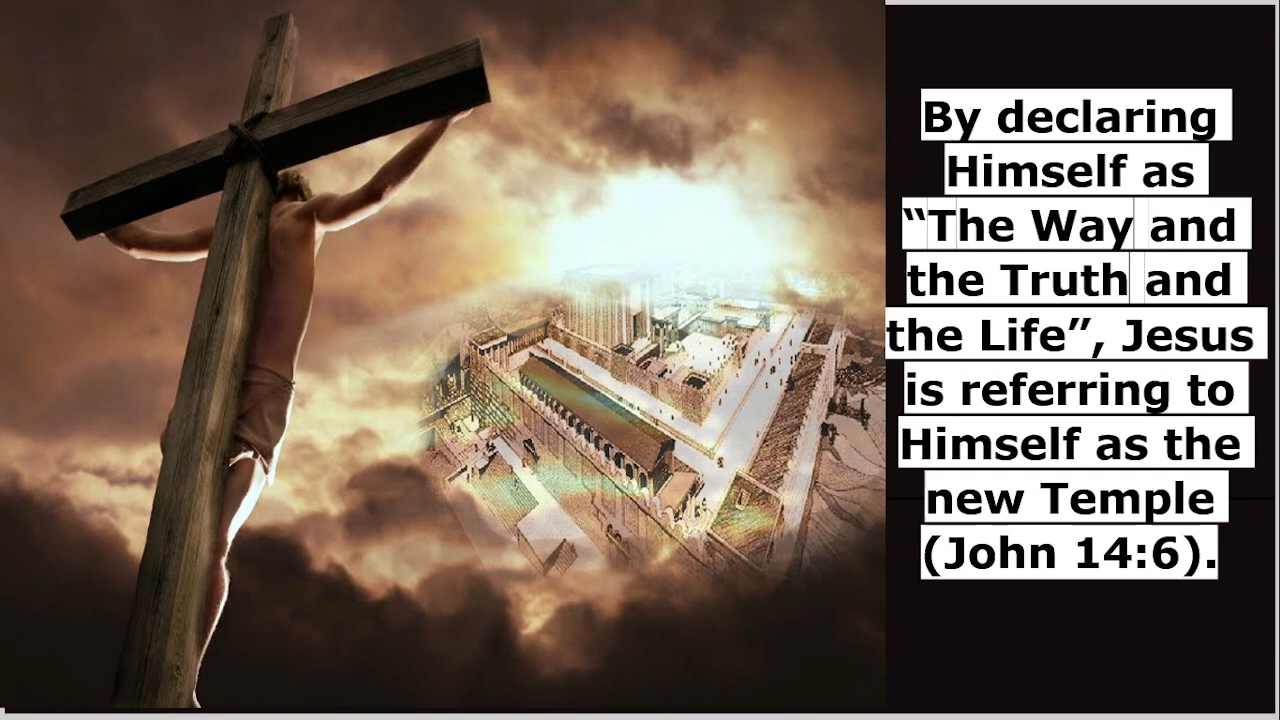 By declaring
Himself as
“The Way and
the Truth and
the Life”, Jesus
is referring to
Himself as the
new Temple
(John 14:6).